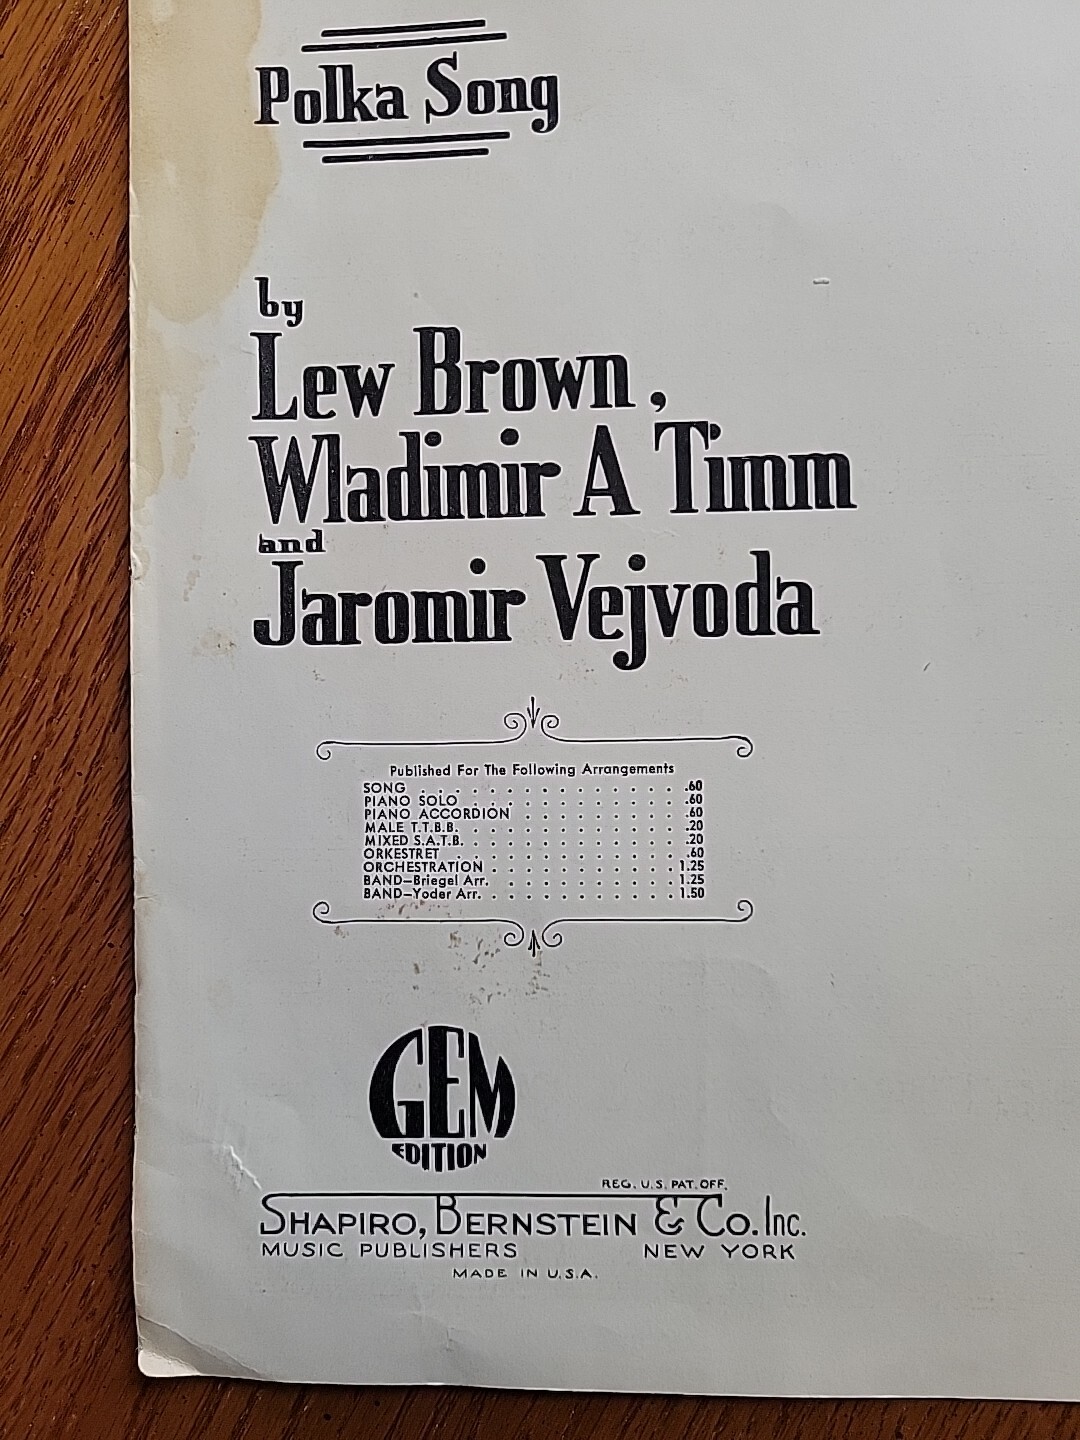 Polka Song
by
Lew Brown,
Wladimir A Timm
and
Jaromir Vejvoda
Published For The Following Arrangements
SONG . . . . . . . . . . . . . . . .60
PIANO SOLO . . . . . . . . . . . . . .60
PIANO ACCORDION . . . . . . . . . .60
MALE T.T.B.B. . . . . . . . . . . . . .20
MIXED S.A.T.B. . . . . . . . . . . . . .20
ORKESTRET . . . . . . . . . . . . . .60
ORCHESTRATION . . . . . . . . . . . 1.25
BAND—Briegel Arr. . . . . . . . . . . 1.25
BAND—Yoder Arr. . . . . . . . . . . . 1.50
GEM
EDITION
REG. U.S. PAT. OFF.
SHAPIRO, BERNSTEIN & CO. Inc.
MUSIC PUBLISHERS NEW YORK
MADE IN U.S.A.